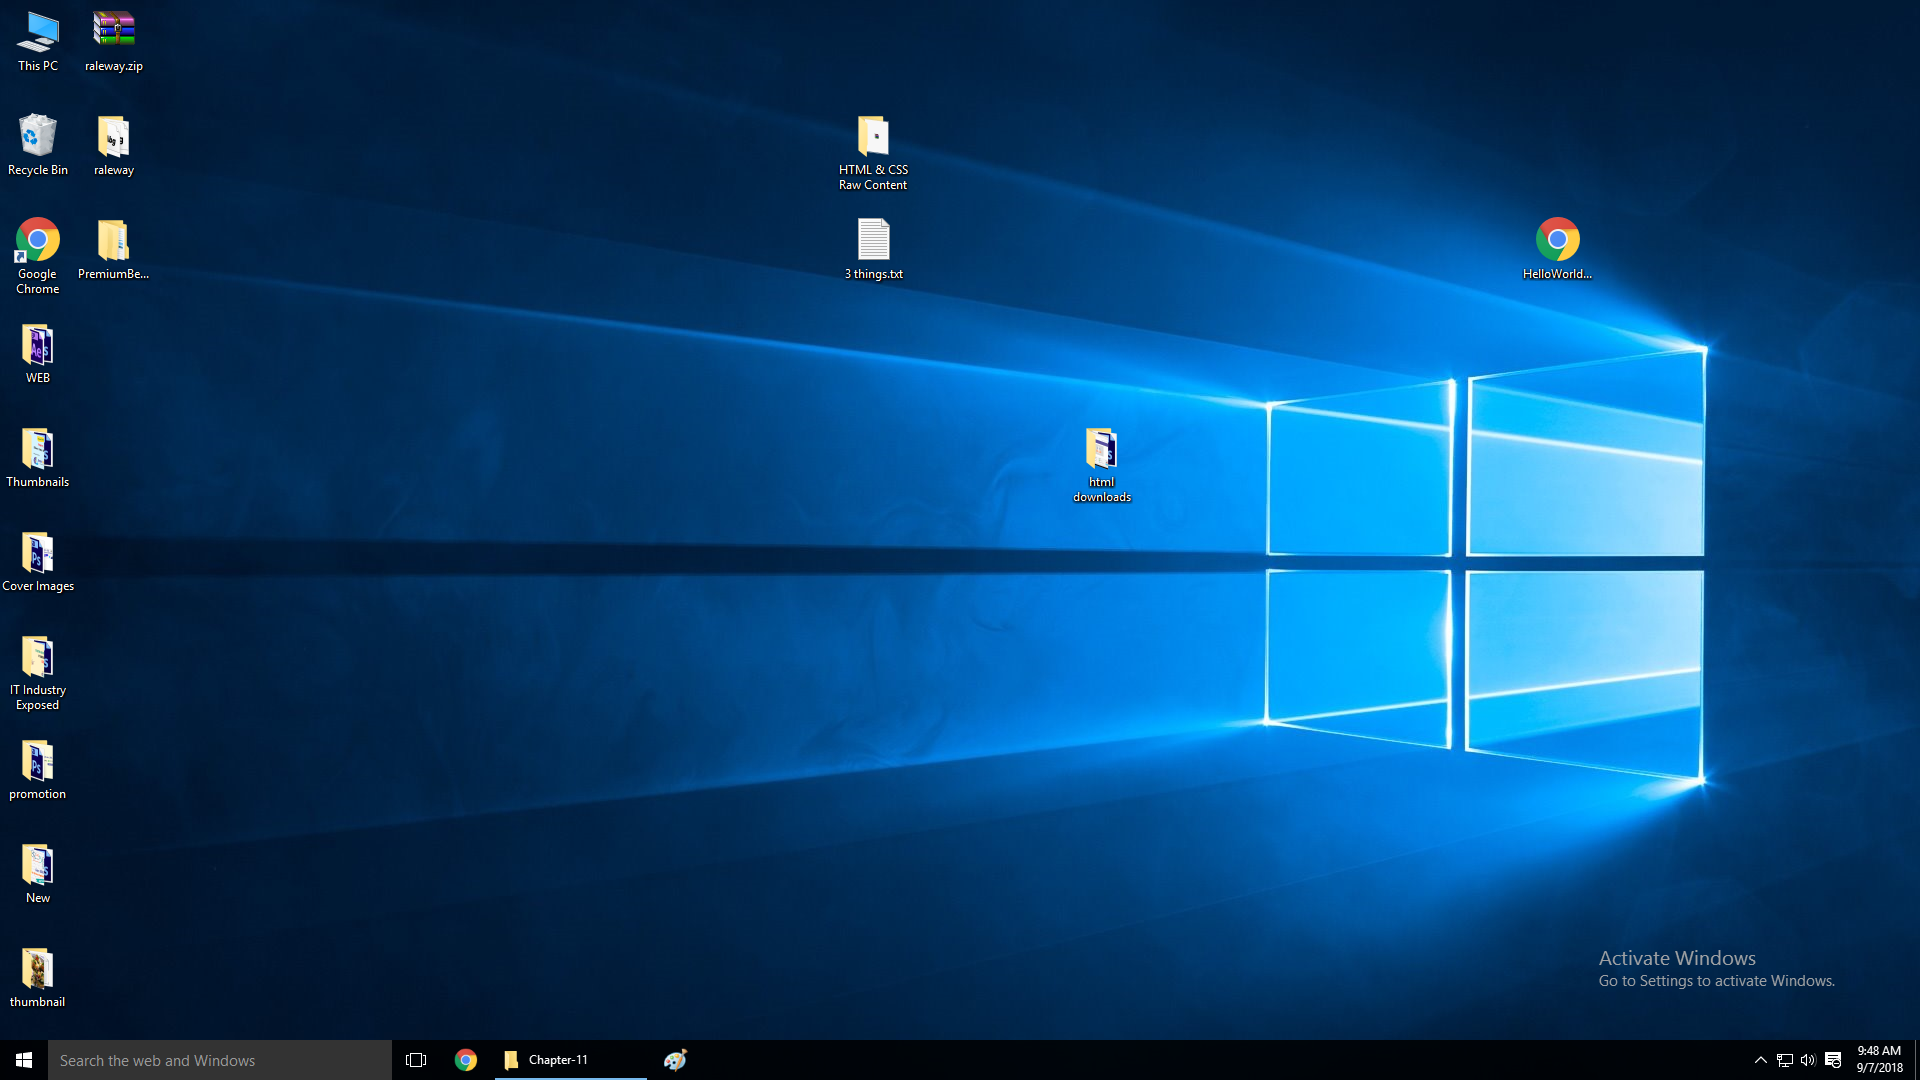 This PC
raleway.zip
Recycle Bin
raleway
HTML & CSS
Raw Content
Google
Chrome
PremiumBe...
3 things.txt
HelloWorld...
WEB
Thumbnails
html
downloads
Cover Images
IT Industry
Exposed
promotion
New
thumbnail
Activate Windows
Go to Settings to activate Windows.
Search the web and Windows
Chapter-11
9:48 AM
9/7/2018